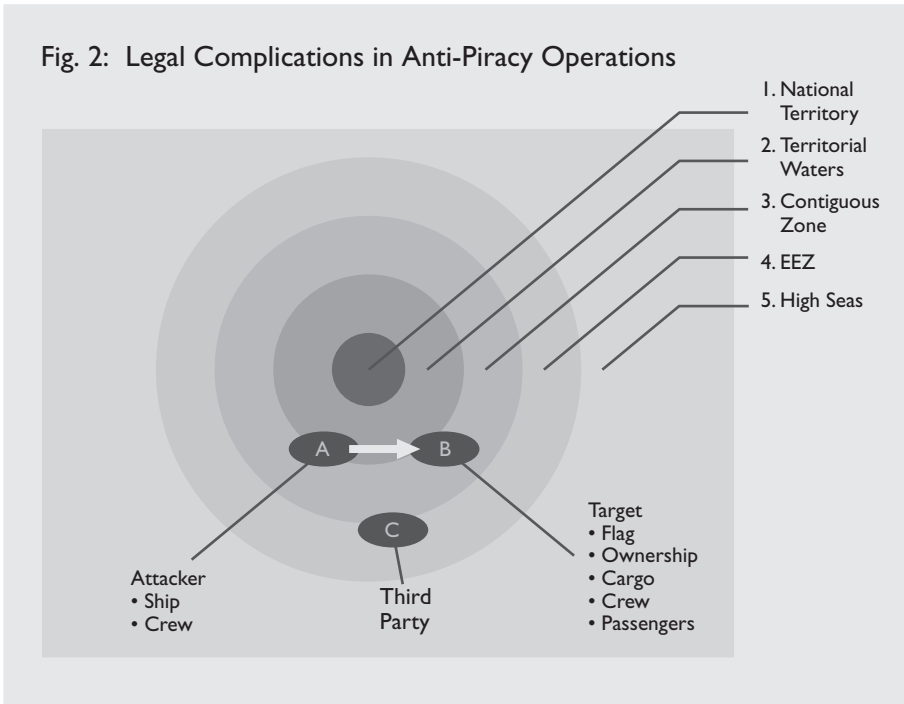 Fig. 2: Legal Complications in Anti-Piracy Operations
1. National
Territory
2. Territorial
Waters
3. Contiguous
Zone
4. EEZ
5. High Seas
A
B
C
Attacker
• Ship
• Crew
Third
Party
Target
• Flag
• Ownership
• Cargo
• Crew
• Passengers